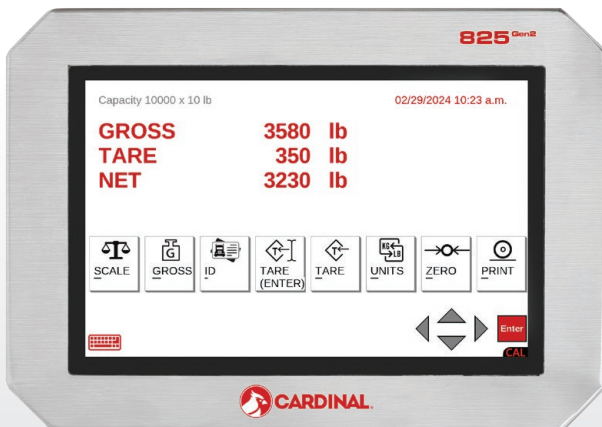 825 Gen2
Capacity 10000 x 10 lb
02/29/2024 10:23 a.m.
GROSS 3580 lb
TARE 350 lb
NET 3230 lb
G T T KG LB
SCALE GROSS ID TARE TARE UNITS ZERO PRINT
(ENTER)
Enter
CAL
CARDINAL